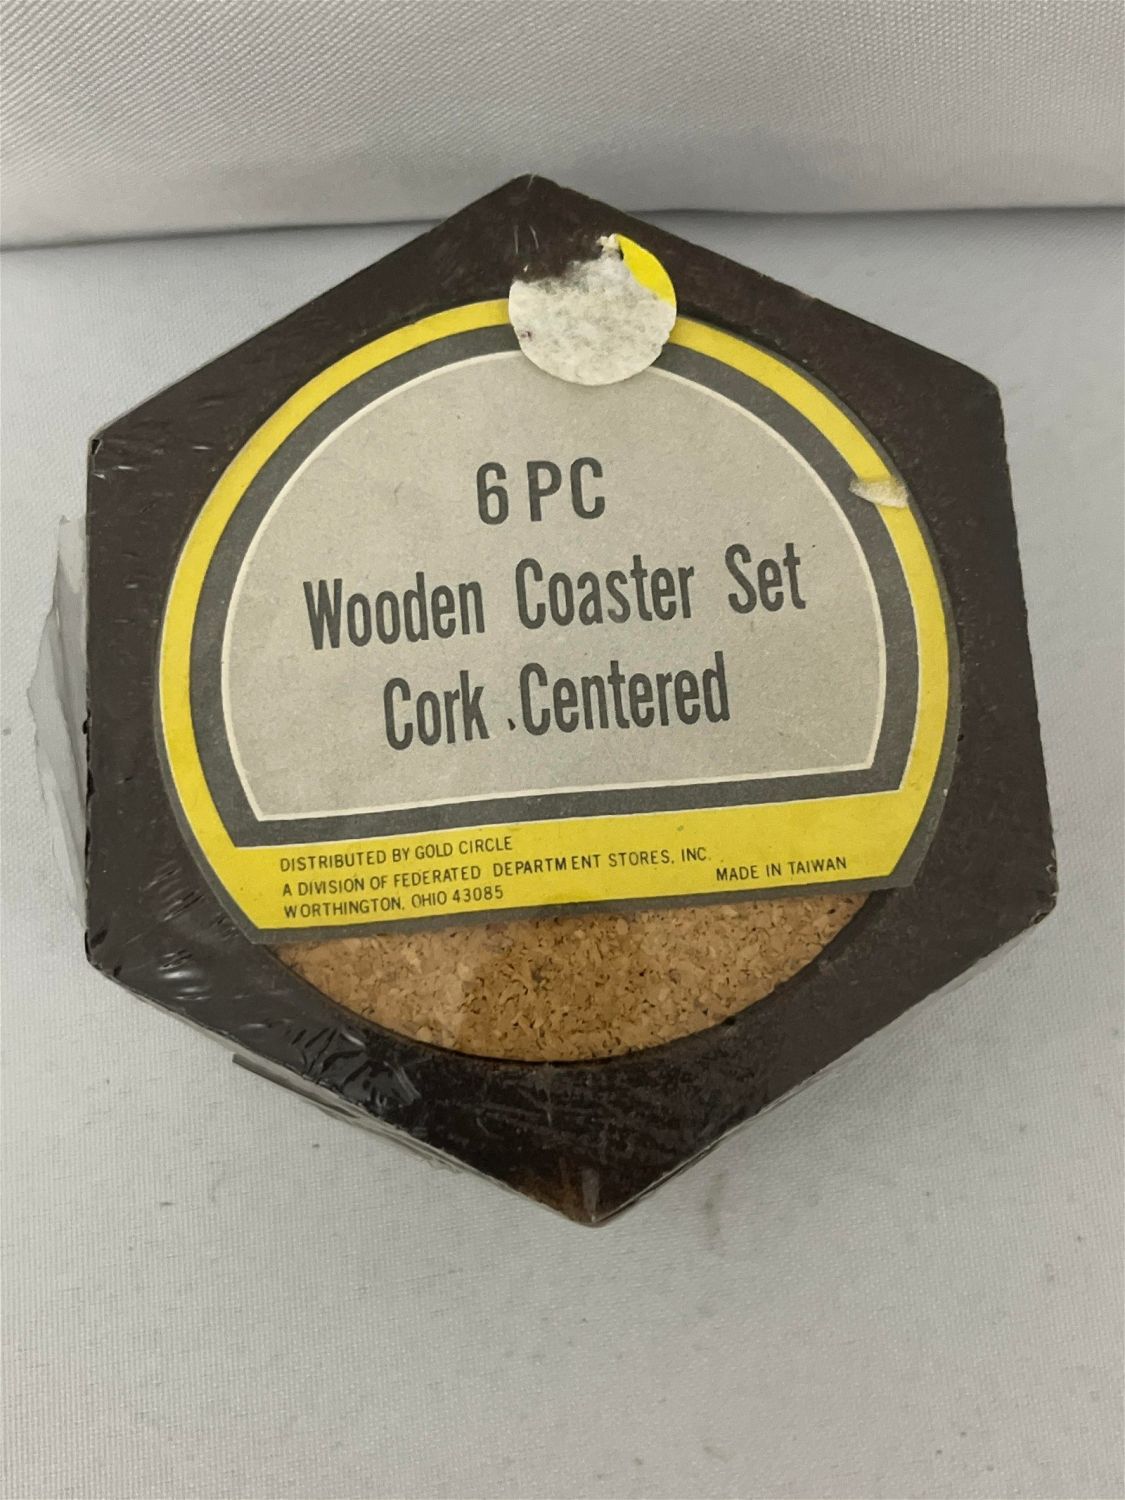 6 PC
Wooden Coaster Set
Cork Centered
DISTRIBUTED BY GOLD CIRCLE
A DIVISION OF FEDERATED DEPARTMENT STORES, INC.
WORTHINGTON, OHIO 43085
MADE IN TAIWAN